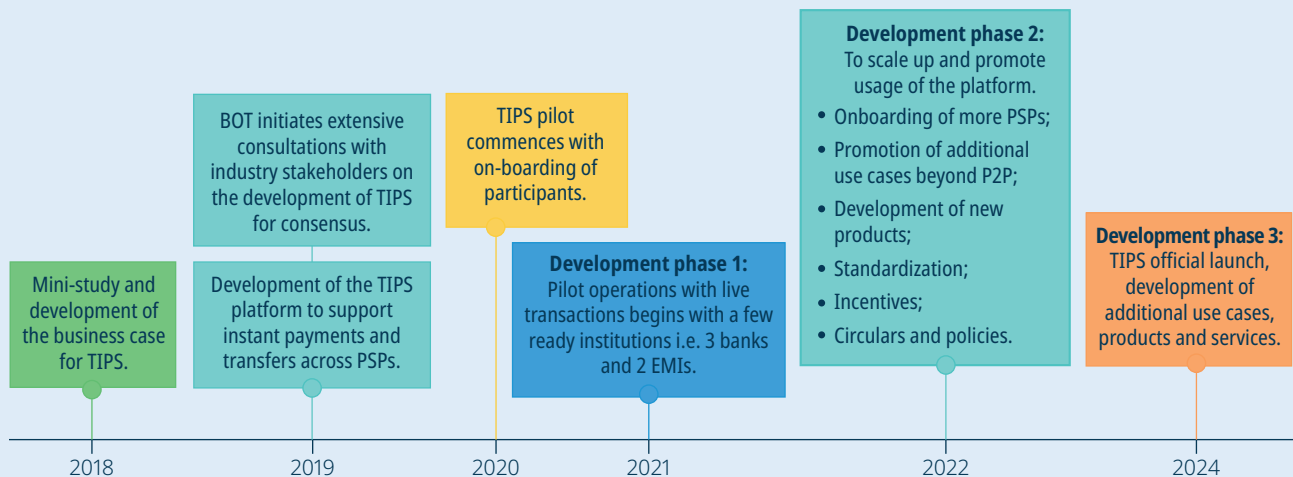 Mini-study and
development of
the business case
for TIPS.
BOT initiates extensive
consultations with
industry stakeholders on
the development of TIPS
for consensus.
Development of the TIPS
platform to support
instant payments and
transfers across PSPs.
TIPS pilot
commences with
on-boarding of
participants.
Development phase 1:
Pilot operations with live
transactions begins with a few
ready institutions i.e. 3 banks
and 2 EMIs.
Development phase 2:
To scale up and promote
usage of the platform.
• Onboarding of more PSPs;
• Promotion of additional
use cases beyond P2P;
• Development of new
products;
• Standardization;
• Incentives;
• Circulars and policies.
Development phase 3:
TIPS official launch,
development of
additional use cases,
products and services.
2018
2019
2020
2021
2022
2024